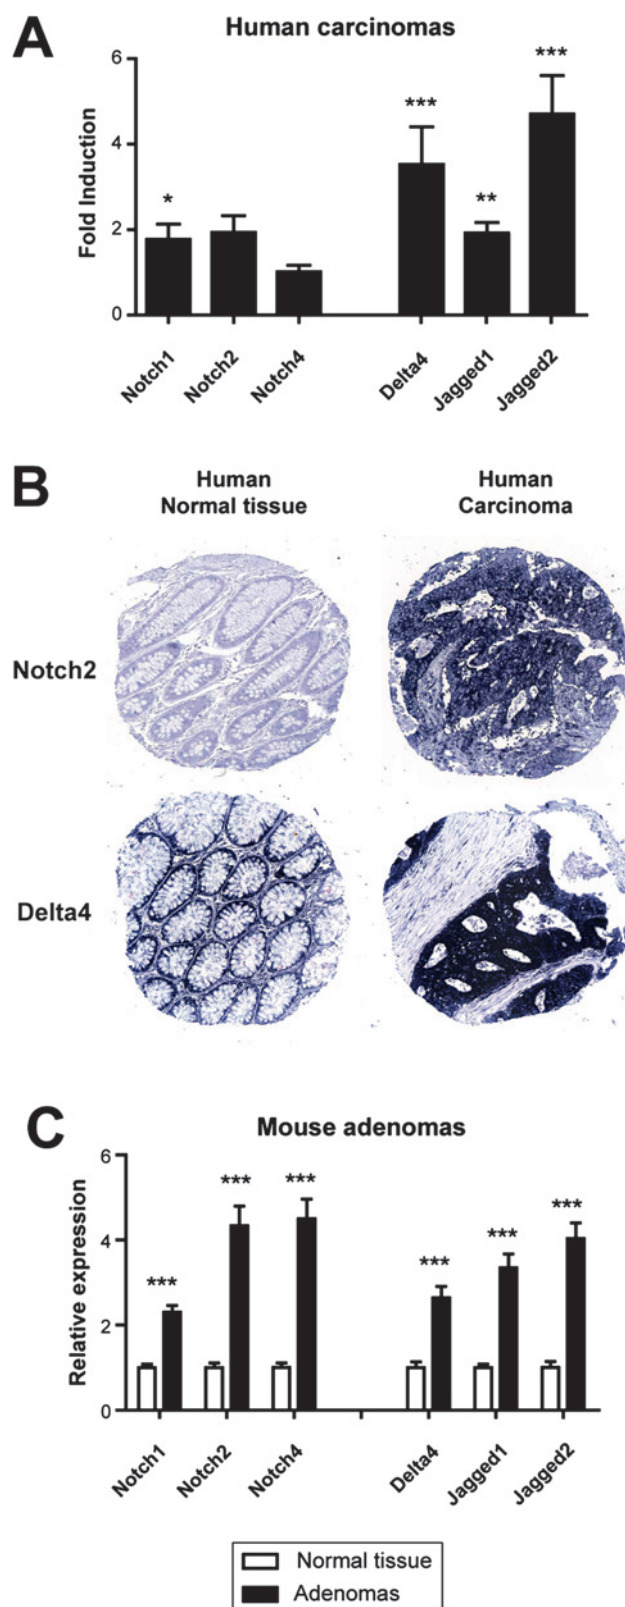 A
Human carcinomas
Fold Induction
6
4
2
0
*
***
**
***
Notch1
Notch2
Notch4
Delta4
Jagged1
Jagged2
B
Human
Normal tissue
Human
Carcinoma
Notch2
Delta4
C
Mouse adenomas
Relative expression
6
4
2
0
***
***
***
***
***
***
Notch1
Notch2
Notch4
Delta4
Jagged1
Jagged2
Normal tissue
Adenomas